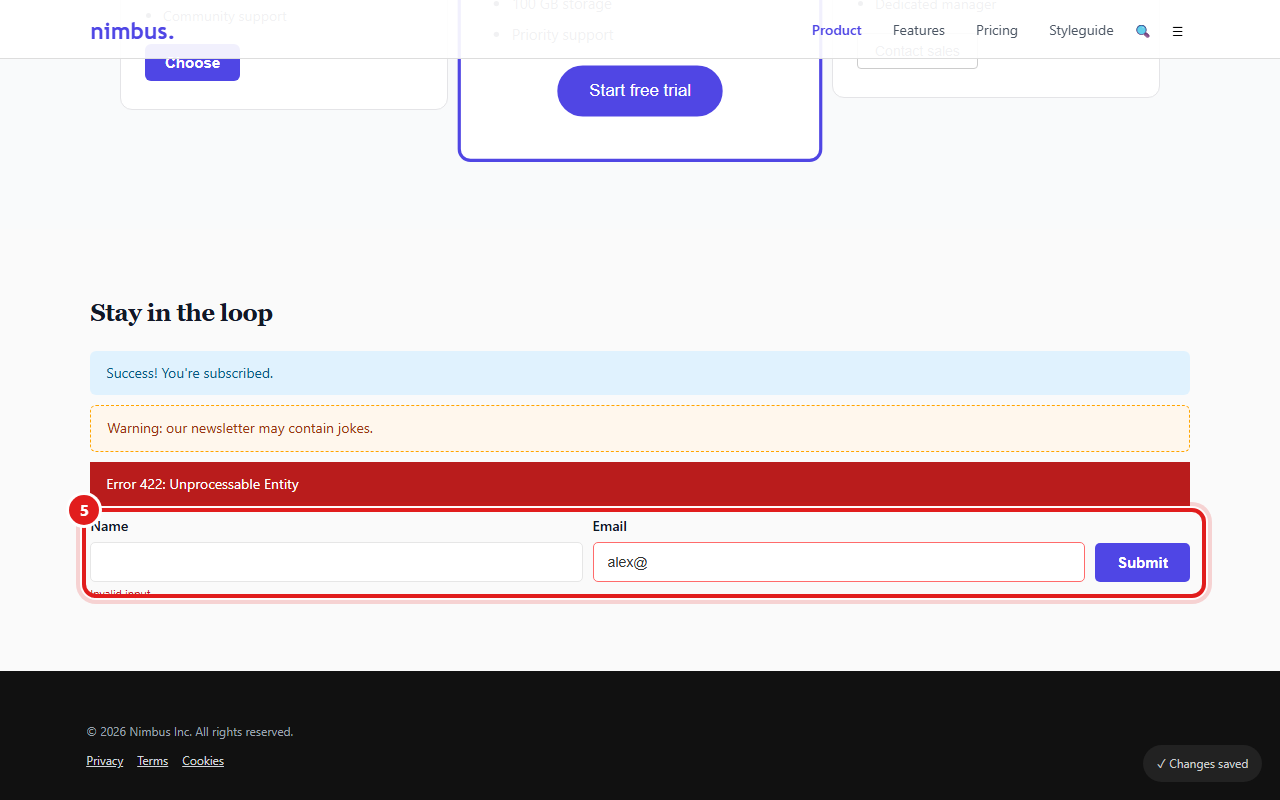 Community support
100 GB storage
Dedicated manager
nimbus.
Product Features Pricing Styleguide
Priority support
Contact sales
Choose
Start free trial
Stay in the loop
Success! You're subscribed.
Warning: our newsletter may contain jokes.
Error 422: Unprocessable Entity
5
Name Email
alex@
Submit
Invalid input
© 2026 Nimbus Inc. All rights reserved.
Privacy Terms Cookies
✓ Changes saved